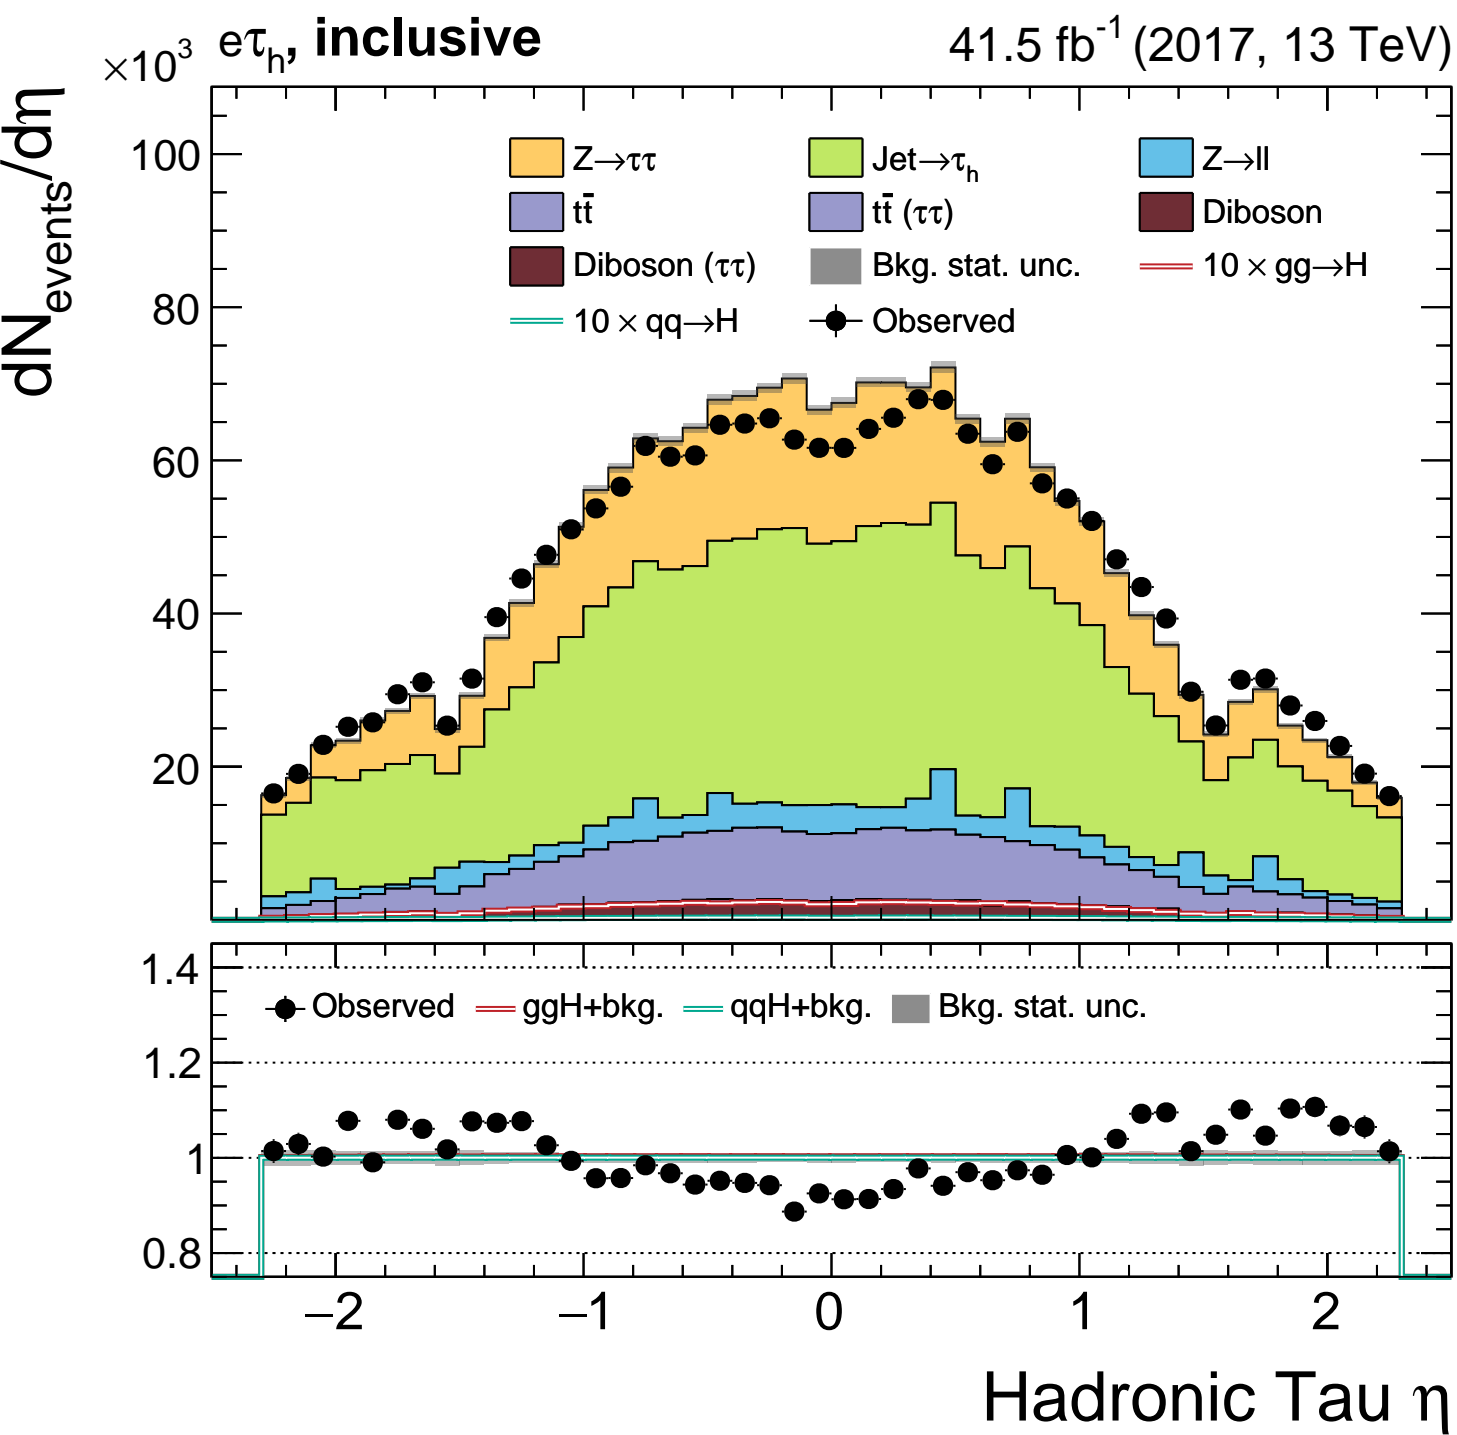 ×10³ eτₕ, inclusive 41.5 fb⁻¹ (2017, 13 TeV)
dN_events/dη
100
80
60
40
20
Z→ττ Jet→τₕ Z→ll
tt̄ tt̄ (ττ) Diboson
Diboson (ττ) Bkg. stat. unc. 10 × gg→H
10 × qq→H Observed
1.4
1.2
1
0.8
Observed ggH+bkg. qqH+bkg. Bkg. stat. unc.
−2 −1 0 1 2
Hadronic Tau η